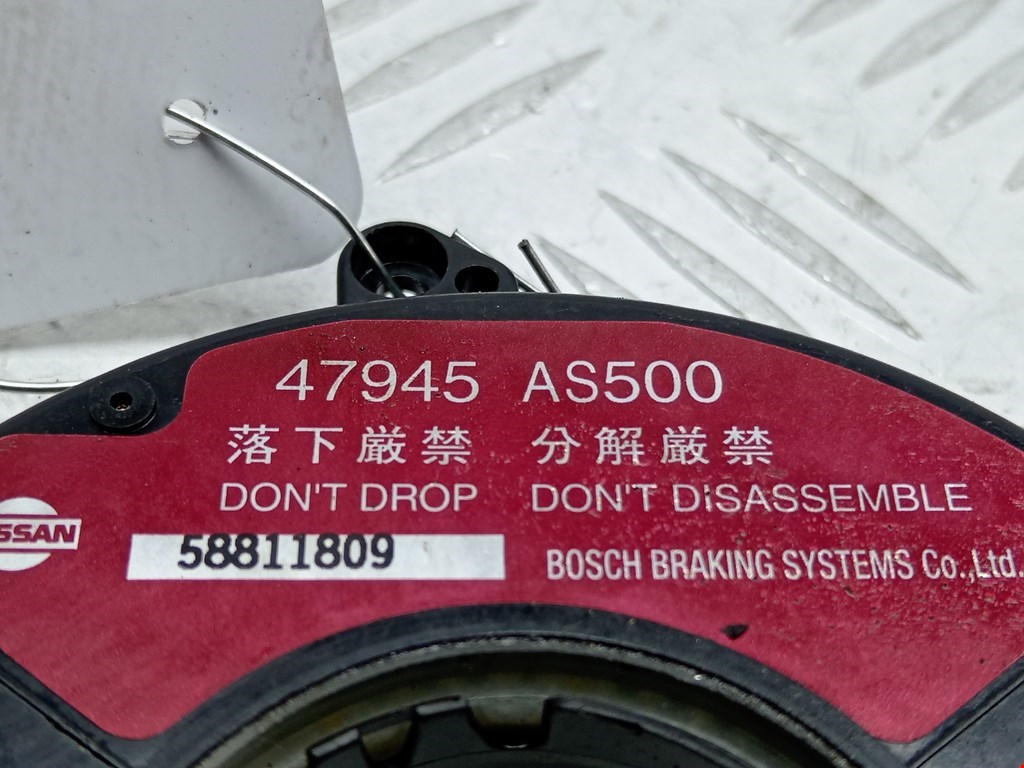 47945 AS500
落下厳禁 分解厳禁
DON'T DROP DON'T DISASSEMBLE
NISSAN
58811809 BOSCH BRAKING SYSTEMS Co.,Ltd.